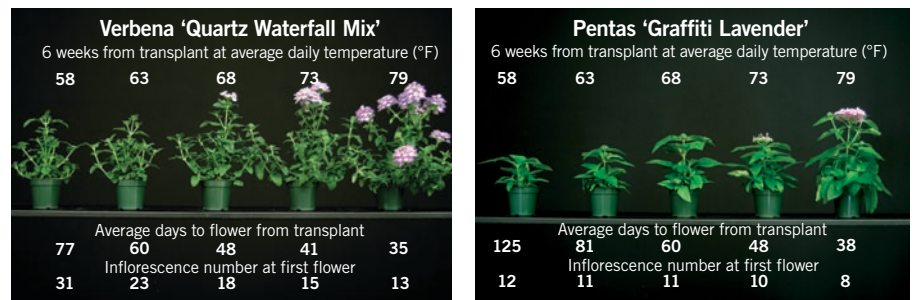 Verbena ‘Quartz Waterfall Mix’
6 weeks from transplant at average daily temperature (°F)
58 63 68 73 79
Average days to flower from transplant
77 60 48 41 35
Inflorescence number at first flower
31 23 18 15 13
Pentas ‘Graffiti Lavender’
6 weeks from transplant at average daily temperature (°F)
58 63 68 73 79
Average days to flower from transplant
125 81 60 48 38
Inflorescence number at first flower
12 11 11 10 8